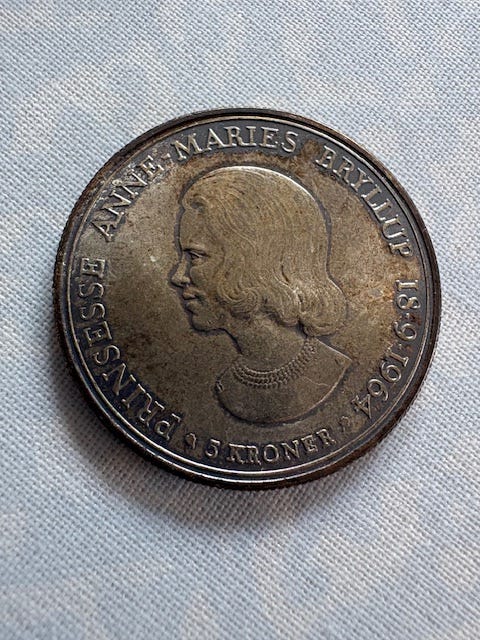 PRINSESSE ANNE-MARIES BRYLLUP 18·9·1964
5 KRONER